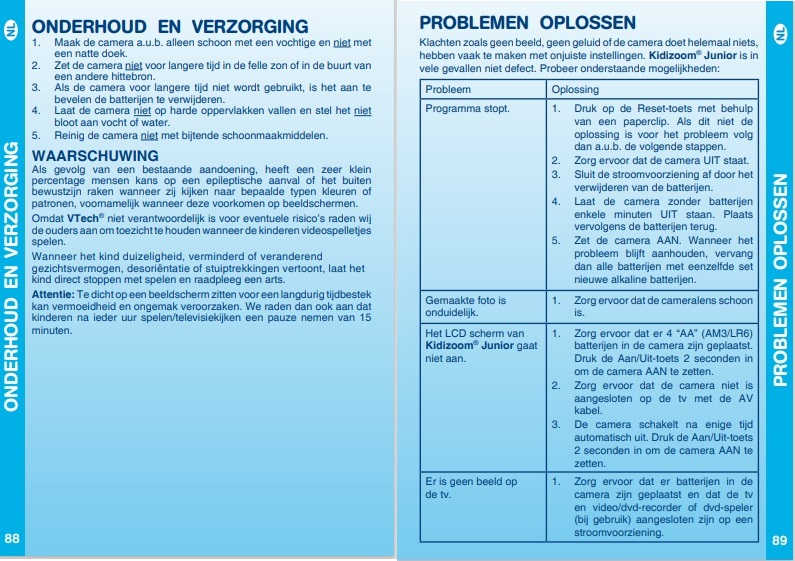 NL
ONDERHOUD EN VERZORGING
88
ONDERHOUD EN VERZORGING
1. Maak de camera a.u.b. alleen schoon met een vochtige en niet met
een natte doek.
2. Zet de camera niet voor langere tijd in de felle zon of in de buurt van
een andere hittebron.
3. Als de camera voor langere tijd niet wordt gebruikt, is het aan te
bevelen de batterijen te verwijderen.
4. Laat de camera niet op harde oppervlakken vallen en stel het niet
bloot aan vocht of water.
5. Reinig de camera niet met bijtende schoonmaakmiddelen.
WAARSCHUWING
Als gevolg van een bestaande aandoening, heeft een zeer klein
percentage mensen kans op een epileptische aanval of het buiten
bewustzijn raken wanneer zij kijken naar bepaalde typen kleuren of
patronen, voornamelijk wanneer deze voorkomen op beeldschermen.
Omdat VTech® niet verantwoordelijk is voor eventuele risico's raden wij
de ouders aan om toezicht te houden wanneer de kinderen videospelletjes
spelen.
Wanneer het kind duizeligheid, verminderd of veranderend
gezichtsvermogen, desoriëntatie of stuiptrekkingen vertoont, laat het
kind direct stoppen met spelen en raadpleeg een arts.
Attentie: Te dicht op een beeldscherm zitten voor een langdurig tijdbestek
kan vermoeidheid en ongemak veroorzaken. We raden dan ook aan dat
kinderen na ieder uur spelen/televisiekijken een pauze nemen van 15
minuten.
PROBLEMEN OPLOSSEN
Klachten zoals geen beeld, geen geluid of de camera doet helemaal niets,
hebben vaak te maken met onjuiste instellingen. Kidizoom® Junior is in
vele gevallen niet defect. Probeer onderstaande mogelijkheden:
Probleem
Oplossing
Programma stopt.
1. Druk op de Reset-toets met behulp
van een paperclip. Als dit niet de
oplossing is voor het probleem volg
dan a.u.b. de volgende stappen.
2. Zorg ervoor dat de camera UIT staat.
3. Sluit de stroomvoorziening af door het
verwijderen van de batterijen.
4. Laat de camera zonder batterijen
enkele minuten UIT staan. Plaats
vervolgens de batterijen terug.
5. Zet de camera AAN. Wanneer het
probleem blijft aanhouden, vervang
dan alle batterijen met eenzelfde set
nieuwe alkaline batterijen.
Gemaakte foto is
onduidelijk.
1. Zorg ervoor dat de cameralens schoon
is.
Het LCD scherm van
Kidizoom® Junior gaat
niet aan.
1. Zorg ervoor dat er 4 “AA” (AM3/LR6)
batterijen in de camera zijn geplaatst.
Druk de Aan/Uit-toets 2 seconden in
om de camera AAN te zetten.
2. Zorg ervoor dat de camera niet is
aangesloten op de tv met de AV
kabel.
3. De camera schakelt na enige tijd
automatisch uit. Druk de Aan/Uit-toets
2 seconden in om de camera AAN te
zetten.
Er is geen beeld op
de tv.
1. Zorg ervoor dat er batterijen in de
camera zijn geplaatst en dat de tv
en video/dvd-recorder of dvd-speler
(bij gebruik) aangesloten zijn op een
stroomvoorziening.
NL
PROBLEMEN OPLOSSEN
89